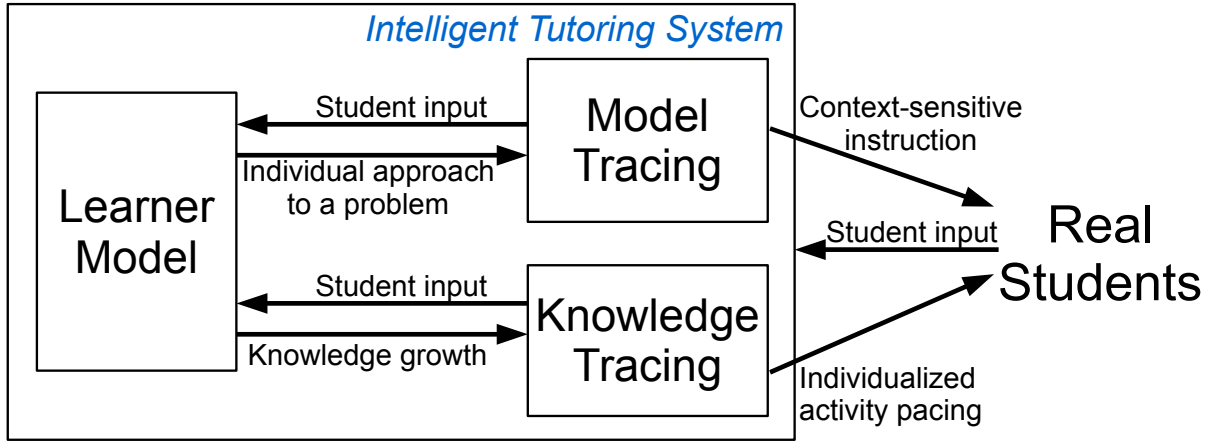 Intelligent Tutoring System
Student input
Model
Tracing
Context-sensitive
instruction
Individual approach
to a problem
Learner
Model
Student input
Real
Students
Student input
Knowledge
Tracing
Knowledge growth
Individualized
activity pacing